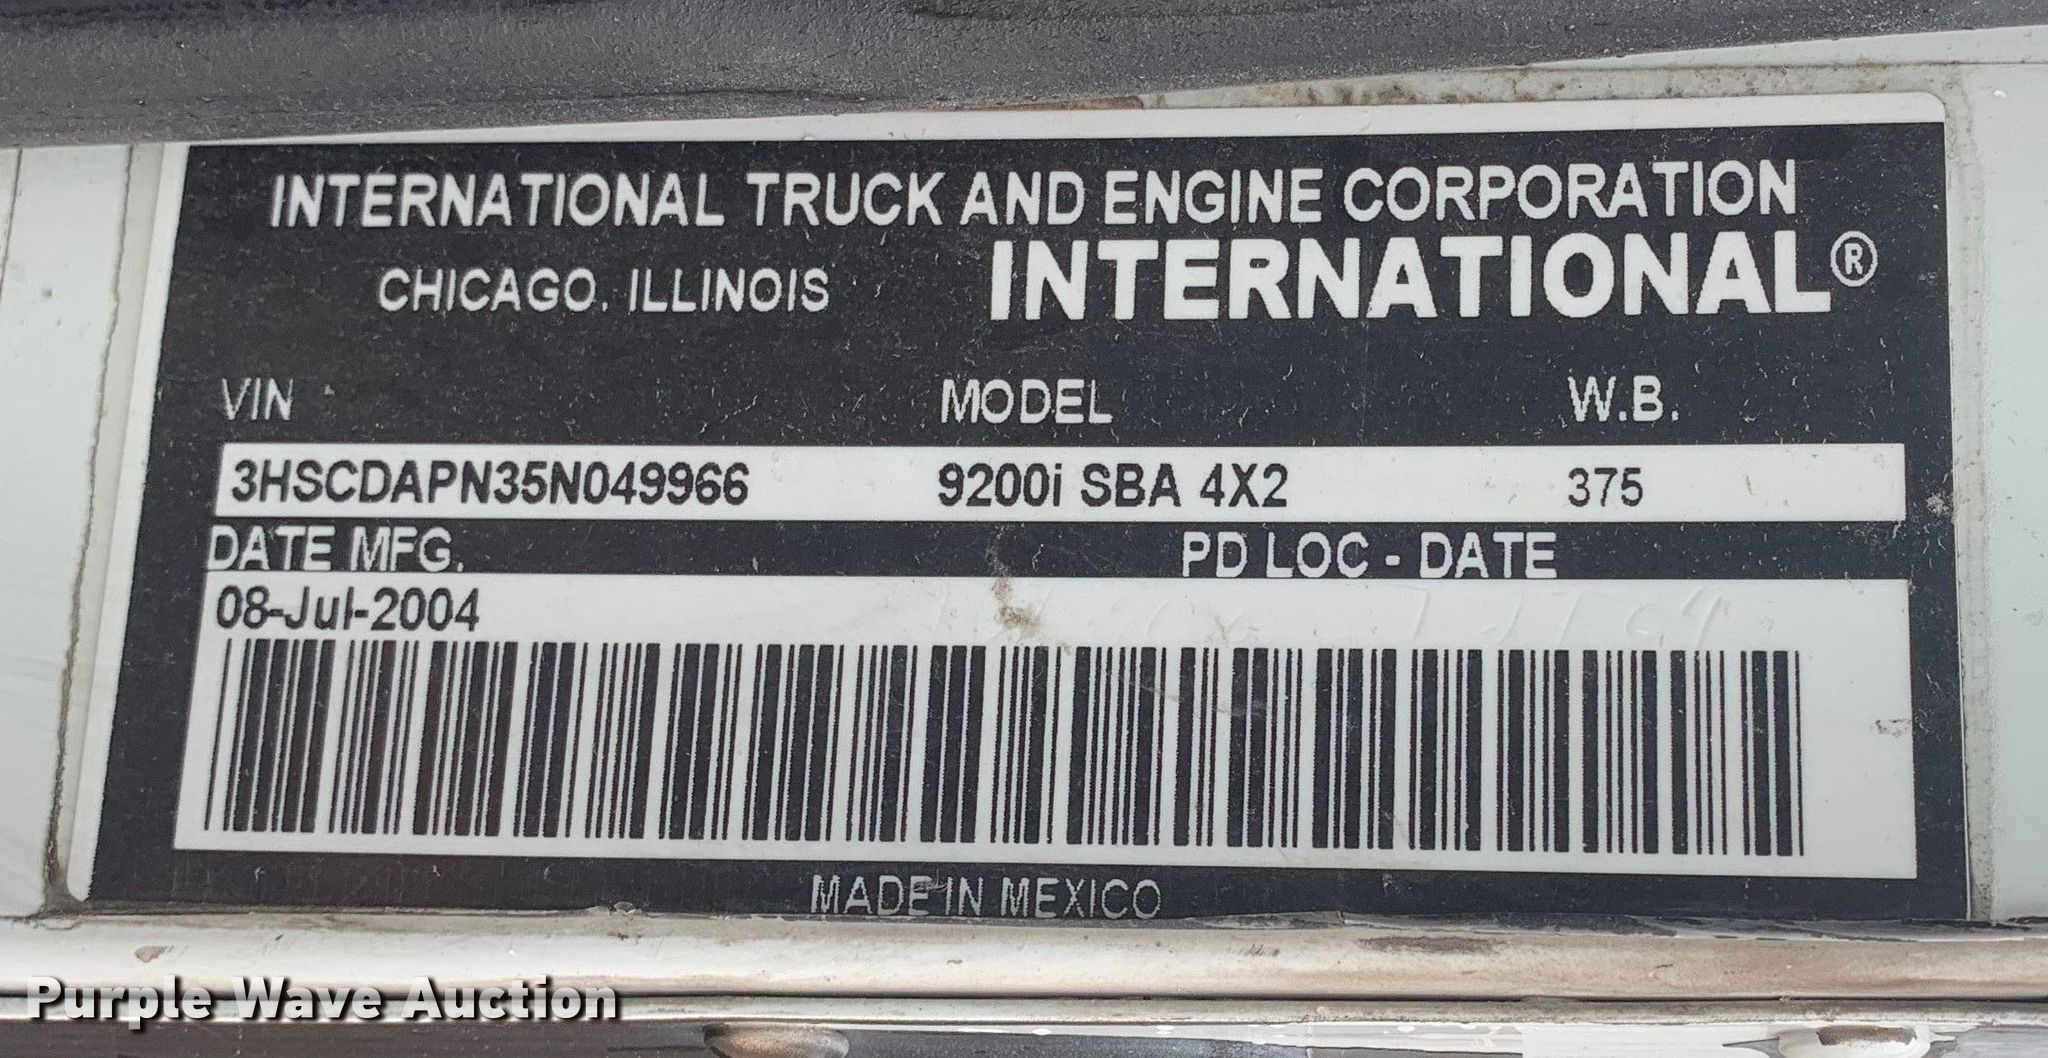 INTERNATIONAL TRUCK AND ENGINE CORPORATION
CHICAGO, ILLINOIS INTERNATIONAL®
VIN MODEL W.B.
3HSCDAPN35N049966 9200i SBA 4X2 375
DATE MFG. PD LOC - DATE
08-Jul-2004
MADE IN MEXICO
Purple Wave Auction